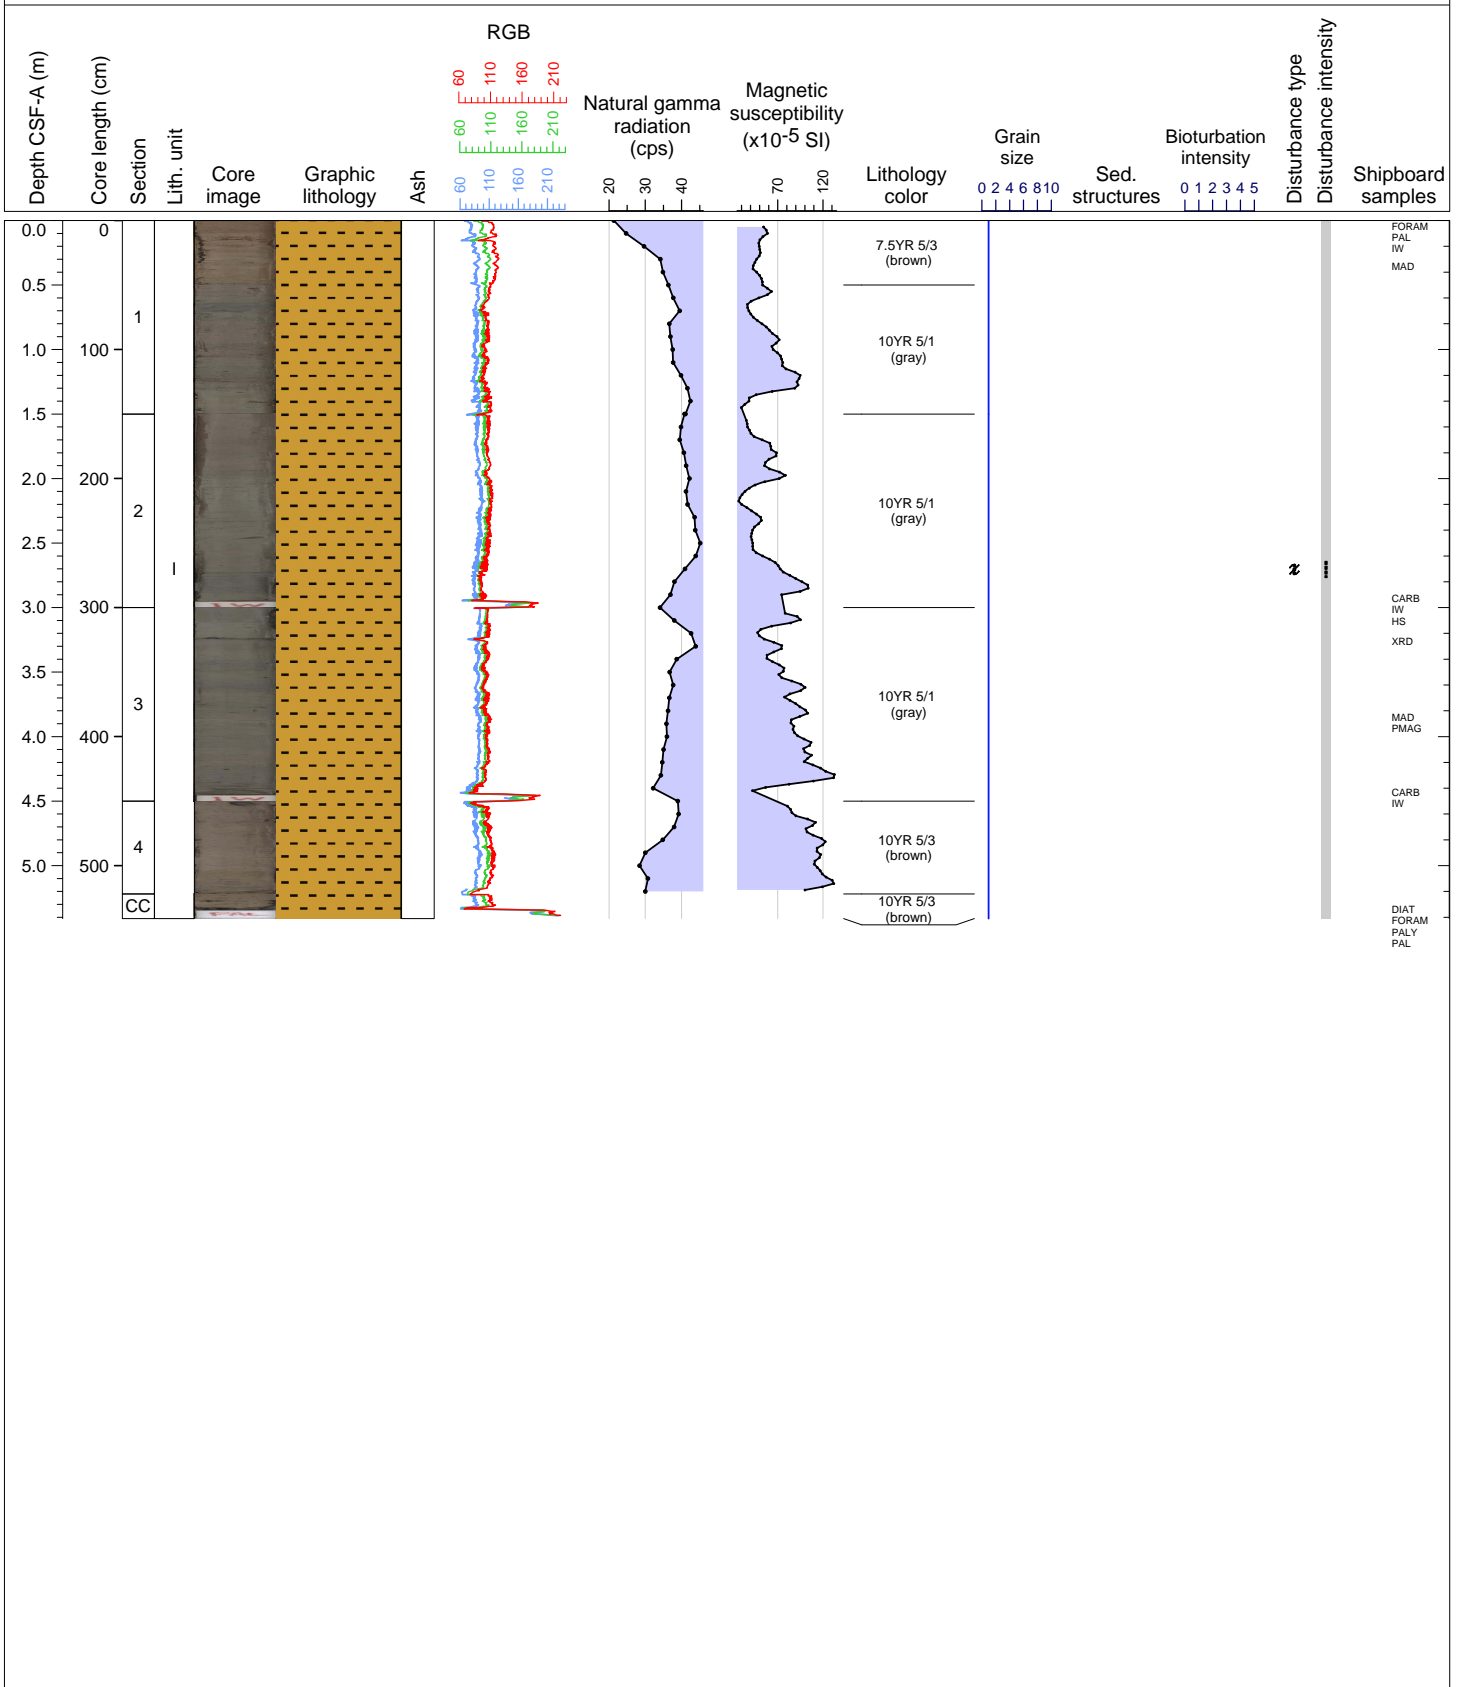 RGB
60 110 160 210
60 110 160 210
60 110 160 210
Depth CSF-A (m)
Core length (cm)
Section
Lith. unit
Core
image
Graphic
lithology
Ash
Natural gamma
radiation
(cps)
20 30 40
Magnetic
susceptibility
(x10-5 SI)
70 120
Lithology
color
Grain
size
0 2 4 6 8 10
Sed.
structures
Bioturbation
intensity
0 1 2 3 4 5
Disturbance type
Disturbance intensity
Shipboard
samples
0.0
0.5
1.0
1.5
2.0
2.5
3.0
3.5
4.0
4.5
5.0
0
100
200
300
400
500
1
2
3
4
CC
I
IW
IW
PAL
7.5YR 5/3
(brown)
10YR 5/1
(gray)
10YR 5/1
(gray)
10YR 5/1
(gray)
10YR 5/3
(brown)
10YR 5/3
(brown)
FORAM
PAL
IW
MAD
CARB
IW
HS
XRD
MAD
PMAG
CARB
IW
DIAT
FORAM
PALY
PAL